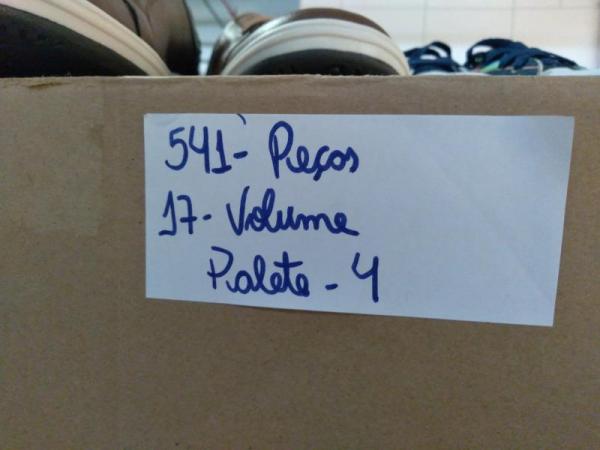 541- Peças
17- Volume
Palete - 4